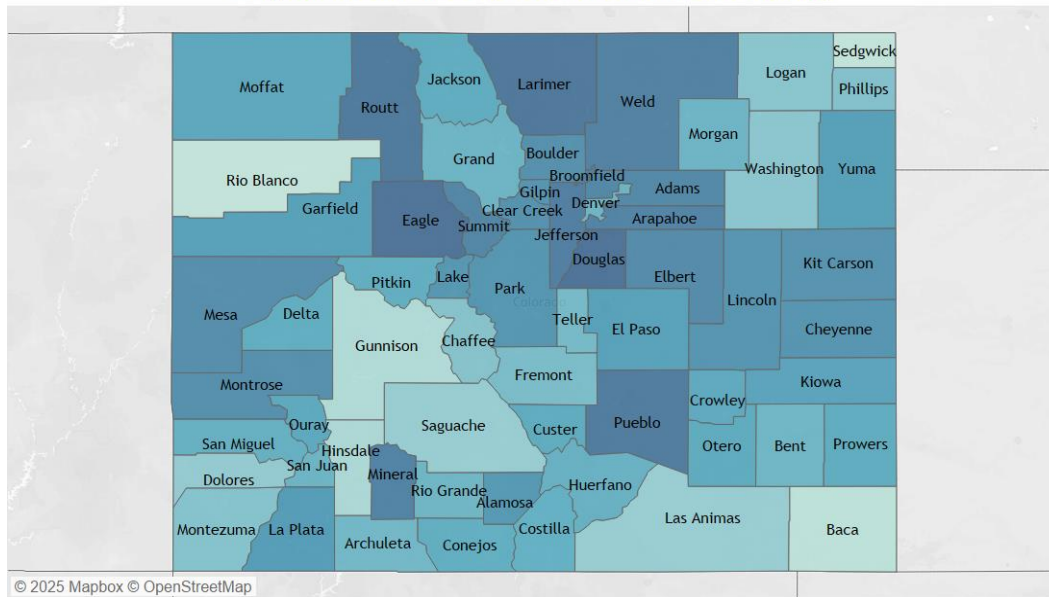 Sedgwick
Logan
Jackson
Moffat
Larimer
Phillips
Weld
Routt
Morgan
Boulder
Grand
Washington
Yuma
Broomfield
Rio Blanco
Adams
Gilpin
Denver
Garfield
Clear Creek
Eagle
Arapahoe
Summit
Jefferson
Douglas
Kit Carson
Elbert
Lake
Pitkin
Park
Lincoln
Colorado
Delta
Mesa
Teller
El Paso
Cheyenne
Chaffee
Gunnison
Fremont
Kiowa
Montrose
Crowley
Ouray
Pueblo
Saguache
Custer
San Miguel
Otero
Bent
Prowers
Hinsdale
San Juan
Mineral
Dolores
Huerfano
Rio Grande
Alamosa
Las Animas
Montezuma
La Plata
Costilla
Baca
Archuleta
Conejos
© 2025 Mapbox © OpenStreetMap